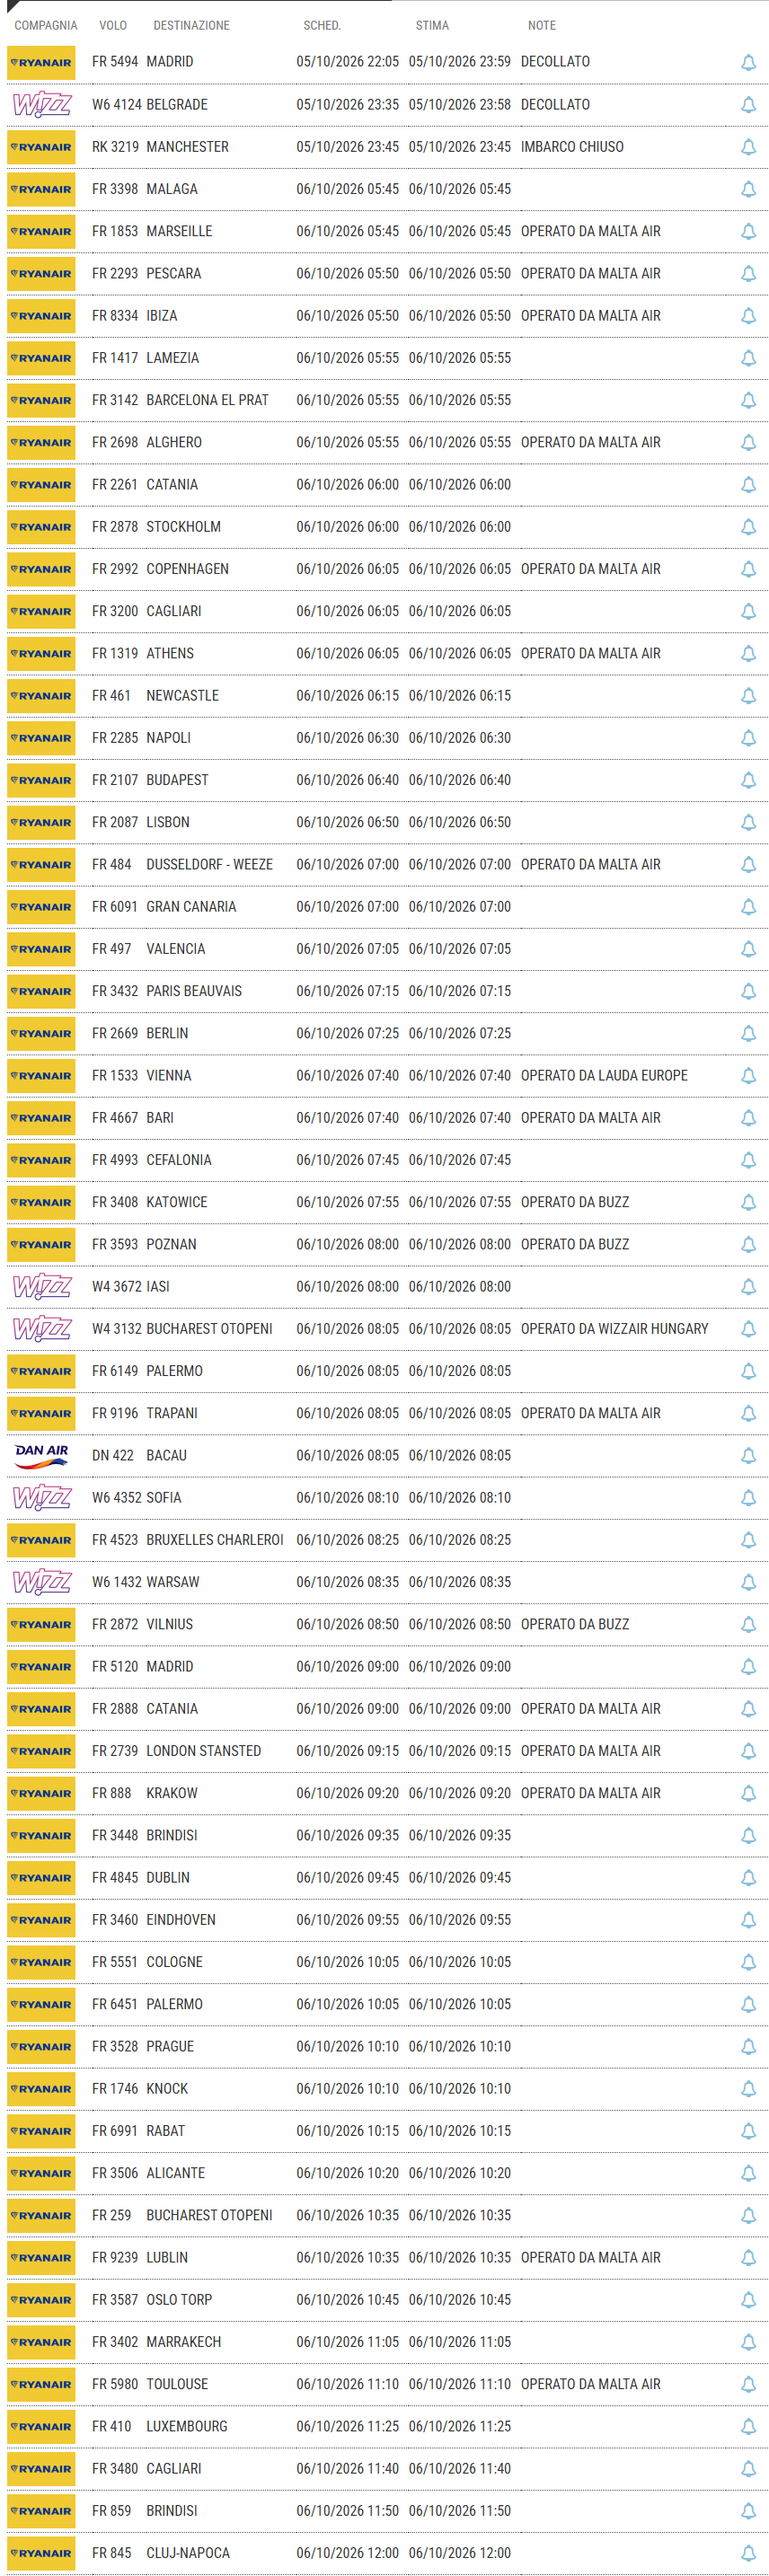 COMPAGNIA VOLO DESTINAZIONE SCHED. STIMA NOTE
RYANAIR FR 5494 MADRID 05/10/2026 22:05 05/10/2026 23:59 DECOLLATO
WIZZ W6 4124 BELGRADE 05/10/2026 23:35 05/10/2026 23:58 DECOLLATO
RYANAIR RK 3219 MANCHESTER 05/10/2026 23:45 05/10/2026 23:45 IMBARCO CHIUSO
RYANAIR FR 3398 MALAGA 06/10/2026 05:45 06/10/2026 05:45
RYANAIR FR 1853 MARSEILLE 06/10/2026 05:45 06/10/2026 05:45 OPERATO DA MALTA AIR
RYANAIR FR 2293 PESCARA 06/10/2026 05:50 06/10/2026 05:50 OPERATO DA MALTA AIR
RYANAIR FR 8334 IBIZA 06/10/2026 05:50 06/10/2026 05:50 OPERATO DA MALTA AIR
RYANAIR FR 1417 LAMEZIA 06/10/2026 05:55 06/10/2026 05:55
RYANAIR FR 3142 BARCELONA EL PRAT 06/10/2026 05:55 06/10/2026 05:55
RYANAIR FR 2698 ALGHERO 06/10/2026 05:55 06/10/2026 05:55 OPERATO DA MALTA AIR
RYANAIR FR 2261 CATANIA 06/10/2026 06:00 06/10/2026 06:00
RYANAIR FR 2878 STOCKHOLM 06/10/2026 06:00 06/10/2026 06:00
RYANAIR FR 2992 COPENHAGEN 06/10/2026 06:05 06/10/2026 06:05 OPERATO DA MALTA AIR
RYANAIR FR 3200 CAGLIARI 06/10/2026 06:05 06/10/2026 06:05
RYANAIR FR 1319 ATHENS 06/10/2026 06:05 06/10/2026 06:05 OPERATO DA MALTA AIR
RYANAIR FR 461 NEWCASTLE 06/10/2026 06:15 06/10/2026 06:15
RYANAIR FR 2285 NAPOLI 06/10/2026 06:30 06/10/2026 06:30
RYANAIR FR 2107 BUDAPEST 06/10/2026 06:40 06/10/2026 06:40
RYANAIR FR 2087 LISBON 06/10/2026 06:50 06/10/2026 06:50
RYANAIR FR 484 DUSSELDORF - WEEZE 06/10/2026 07:00 06/10/2026 07:00 OPERATO DA MALTA AIR
RYANAIR FR 6091 GRAN CANARIA 06/10/2026 07:00 06/10/2026 07:00
RYANAIR FR 497 VALENCIA 06/10/2026 07:05 06/10/2026 07:05
RYANAIR FR 3432 PARIS BEAUVAIS 06/10/2026 07:15 06/10/2026 07:15
RYANAIR FR 2669 BERLIN 06/10/2026 07:25 06/10/2026 07:25
RYANAIR FR 1533 VIENNA 06/10/2026 07:40 06/10/2026 07:40 OPERATO DA LAUDA EUROPE
RYANAIR FR 4667 BARI 06/10/2026 07:40 06/10/2026 07:40 OPERATO DA MALTA AIR
RYANAIR FR 4993 CEFALONIA 06/10/2026 07:45 06/10/2026 07:45
RYANAIR FR 3408 KATOWICE 06/10/2026 07:55 06/10/2026 07:55 OPERATO DA BUZZ
RYANAIR FR 3593 POZNAN 06/10/2026 08:00 06/10/2026 08:00 OPERATO DA BUZZ
WIZZ W4 3672 IASI 06/10/2026 08:00 06/10/2026 08:00
WIZZ W4 3132 BUCHAREST OTOPENI 06/10/2026 08:05 06/10/2026 08:05 OPERATO DA WIZZAIR HUNGARY
RYANAIR FR 6149 PALERMO 06/10/2026 08:05 06/10/2026 08:05
RYANAIR FR 9196 TRAPANI 06/10/2026 08:05 06/10/2026 08:05 OPERATO DA MALTA AIR
DAN AIR DN 422 BACAU 06/10/2026 08:05 06/10/2026 08:05
WIZZ W6 4352 SOFIA 06/10/2026 08:10 06/10/2026 08:10
RYANAIR FR 4523 BRUXELLES CHARLEROI 06/10/2026 08:25 06/10/2026 08:25
WIZZ W6 1432 WARSAW 06/10/2026 08:35 06/10/2026 08:35
RYANAIR FR 2872 VILNIUS 06/10/2026 08:50 06/10/2026 08:50 OPERATO DA BUZZ
RYANAIR FR 5120 MADRID 06/10/2026 09:00 06/10/2026 09:00
RYANAIR FR 2888 CATANIA 06/10/2026 09:00 06/10/2026 09:00 OPERATO DA MALTA AIR
RYANAIR FR 2739 LONDON STANSTED 06/10/2026 09:15 06/10/2026 09:15 OPERATO DA MALTA AIR
RYANAIR FR 888 KRAKOW 06/10/2026 09:20 06/10/2026 09:20 OPERATO DA MALTA AIR
RYANAIR FR 3448 BRINDISI 06/10/2026 09:35 06/10/2026 09:35
RYANAIR FR 4845 DUBLIN 06/10/2026 09:45 06/10/2026 09:45
RYANAIR FR 3460 EINDHOVEN 06/10/2026 09:55 06/10/2026 09:55
RYANAIR FR 5551 COLOGNE 06/10/2026 10:05 06/10/2026 10:05
RYANAIR FR 6451 PALERMO 06/10/2026 10:05 06/10/2026 10:05
RYANAIR FR 3528 PRAGUE 06/10/2026 10:10 06/10/2026 10:10
RYANAIR FR 1746 KNOCK 06/10/2026 10:10 06/10/2026 10:10
RYANAIR FR 6991 RABAT 06/10/2026 10:15 06/10/2026 10:15
RYANAIR FR 3506 ALICANTE 06/10/2026 10:20 06/10/2026 10:20
RYANAIR FR 259 BUCHAREST OTOPENI 06/10/2026 10:35 06/10/2026 10:35
RYANAIR FR 9239 LUBLIN 06/10/2026 10:35 06/10/2026 10:35 OPERATO DA MALTA AIR
RYANAIR FR 3587 OSLO TORP 06/10/2026 10:45 06/10/2026 10:45
RYANAIR FR 3402 MARRAKECH 06/10/2026 11:05 06/10/2026 11:05
RYANAIR FR 5980 TOULOUSE 06/10/2026 11:10 06/10/2026 11:10 OPERATO DA MALTA AIR
RYANAIR FR 410 LUXEMBOURG 06/10/2026 11:25 06/10/2026 11:25
RYANAIR FR 3480 CAGLIARI 06/10/2026 11:40 06/10/2026 11:40
RYANAIR FR 859 BRINDISI 06/10/2026 11:50 06/10/2026 11:50
RYANAIR FR 845 CLUJ-NAPOCA 06/10/2026 12:00 06/10/2026 12:00